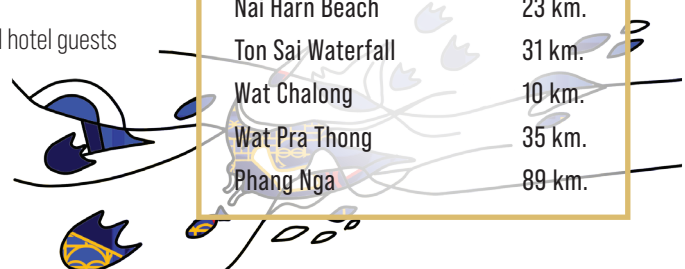 hotel guests
Nai Harn Beach 23 km.
Ton Sai Waterfall 31 km.
Wat Chalong 10 km.
Wat Pra Thong 35 km.
Phang Nga 89 km.